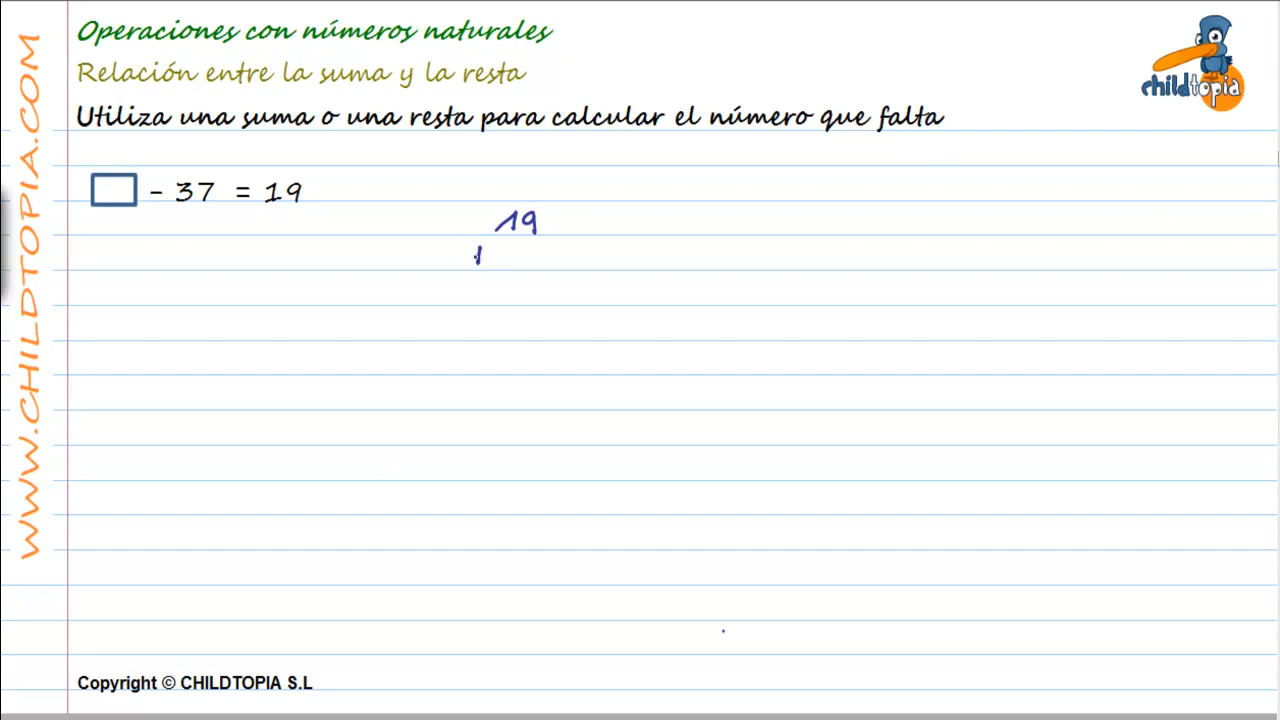 Operaciones con números naturales
Relación entre la suma y la resta
Utiliza una suma o una resta para calcular el número que falta
childtopia
WWW.CHILDTOPIA.COM
- 37 = 19
19
Copyright © CHILDTOPIA S.L